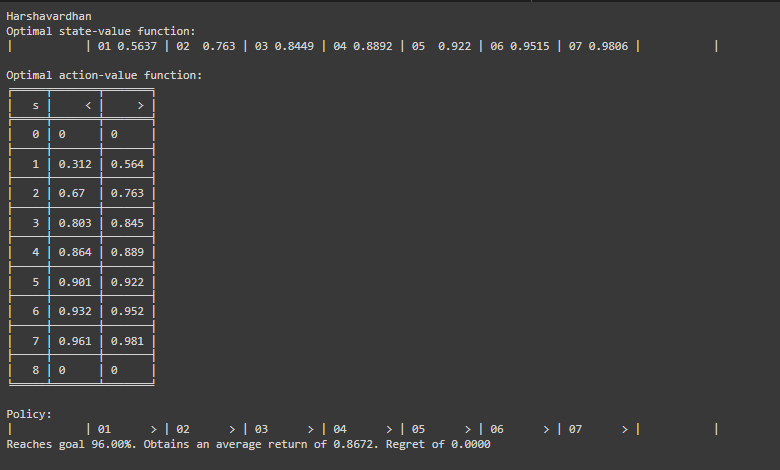 Harshavardhan
Optimal state-value function:
|           | 01 0.5637 | 02  0.763 | 03 0.8449 | 04 0.8892 | 05  0.922 | 06 0.9515 | 07 0.9806 |           |
Optimal action-value function:
| s | < | > |
| 0 | 0 | 0 |
| 1 | 0.312 | 0.564 |
| 2 | 0.67 | 0.763 |
| 3 | 0.803 | 0.845 |
| 4 | 0.864 | 0.889 |
| 5 | 0.901 | 0.922 |
| 6 | 0.932 | 0.952 |
| 7 | 0.961 | 0.981 |
| 8 | 0 | 0 |
Policy:
|           | 01      > | 02      > | 03      > | 04      > | 05      > | 06      > | 07      > |           |
Reaches goal 96.00%. Obtains an average return of 0.8672. Regret of 0.0000